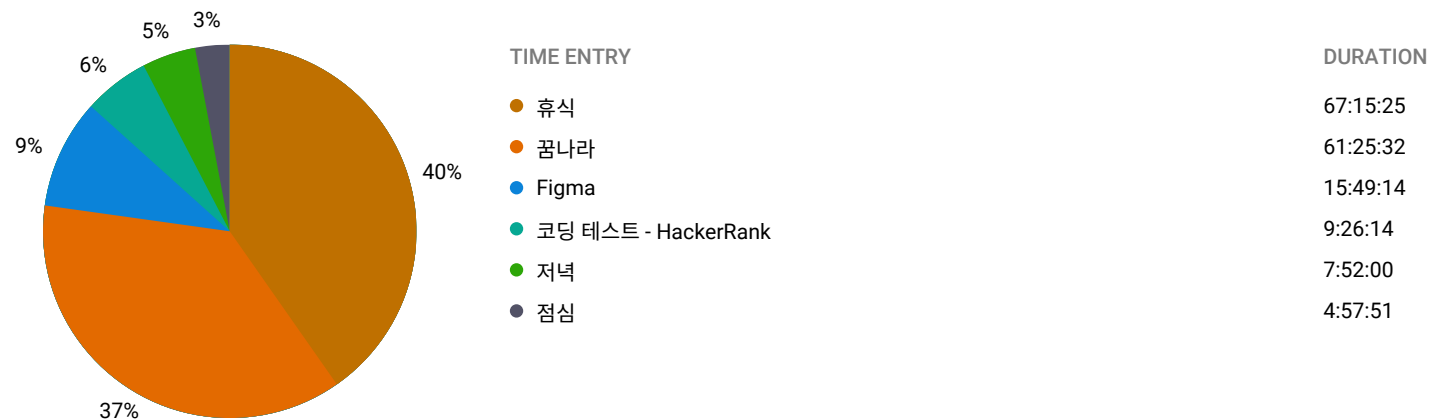 3%
5%
6%
9%
40%
37%
TIME ENTRY DURATION
휴식 67:15:25
꿈나라 61:25:32
Figma 15:49:14
코딩 테스트 - HackerRank 9:26:14
저녁 7:52:00
점심 4:57:51